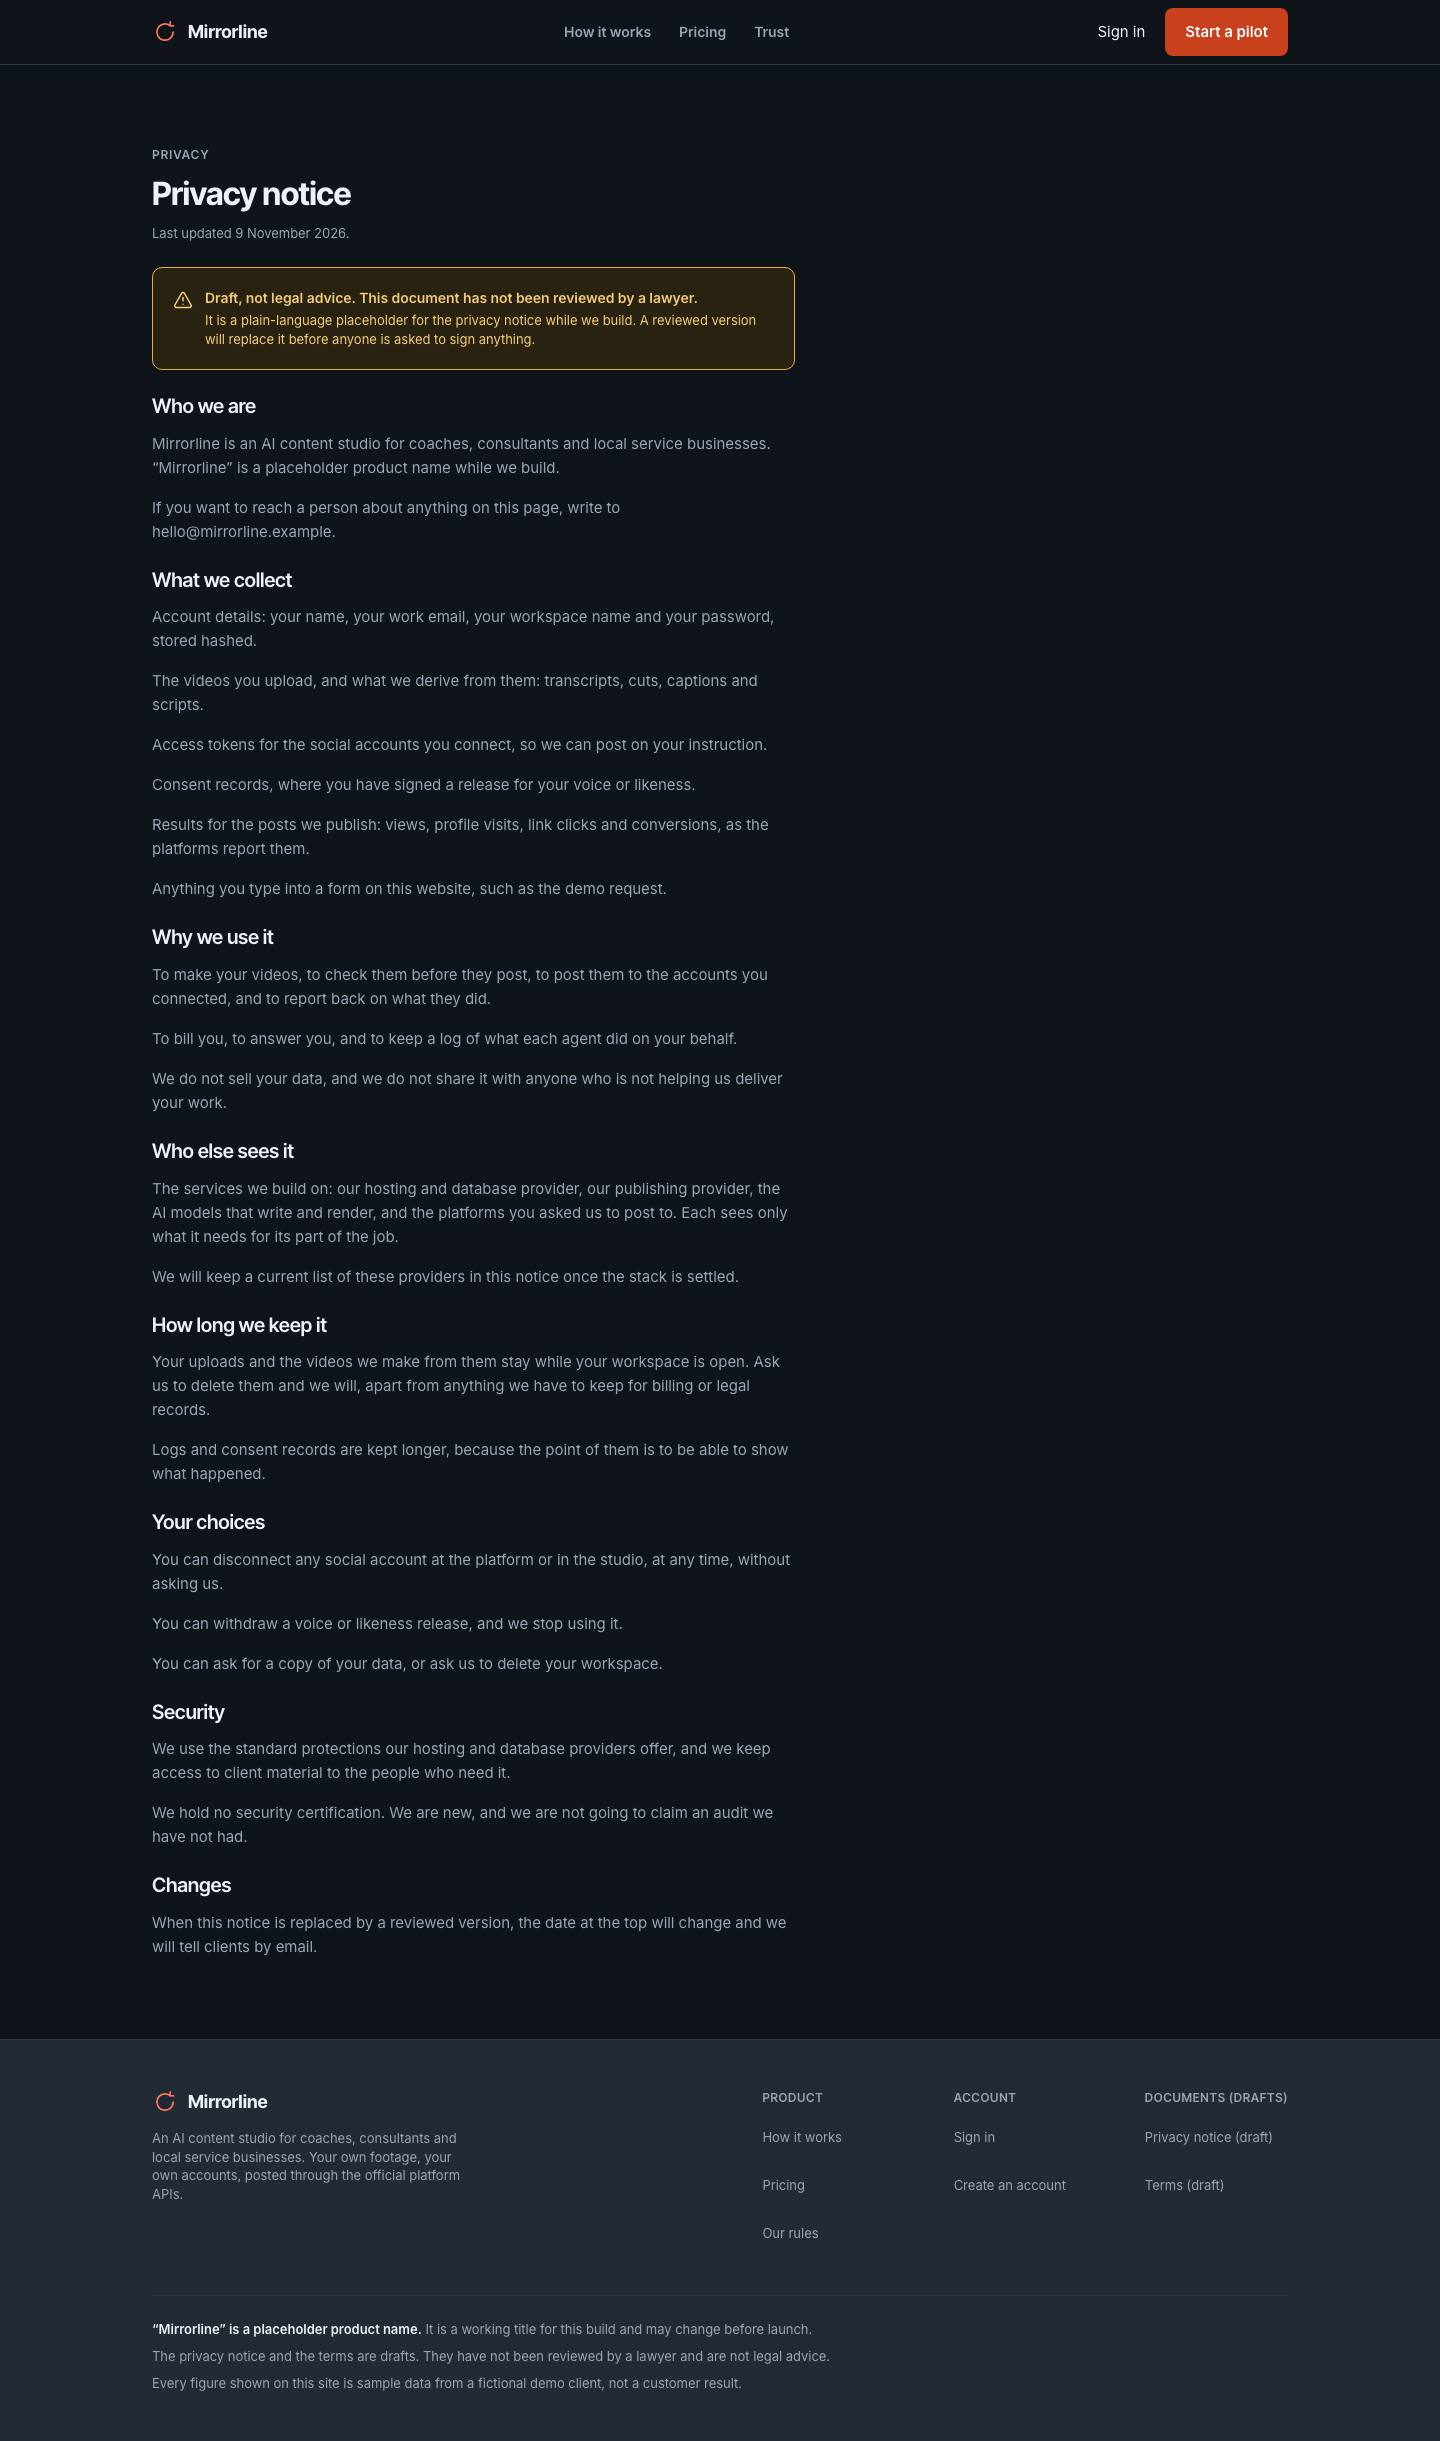 Mirrorline
How it works
Pricing
Trust
Sign in
Start a pilot
PRIVACY
Privacy notice
Last updated 9 November 2026.
Draft, not legal advice. This document has not been reviewed by a lawyer.
It is a plain-language placeholder for the privacy notice while we build. A reviewed version
will replace it before anyone is asked to sign anything.
Who we are
Mirrorline is an AI content studio for coaches, consultants and local service businesses.
“Mirrorline” is a placeholder product name while we build.
If you want to reach a person about anything on this page, write to
hello@mirrorline.example.
What we collect
Account details: your name, your work email, your workspace name and your password,
stored hashed.
The videos you upload, and what we derive from them: transcripts, cuts, captions and
scripts.
Access tokens for the social accounts you connect, so we can post on your instruction.
Consent records, where you have signed a release for your voice or likeness.
Results for the posts we publish: views, profile visits, link clicks and conversions, as the
platforms report them.
Anything you type into a form on this website, such as the demo request.
Why we use it
To make your videos, to check them before they post, to post them to the accounts you
connected, and to report back on what they did.
To bill you, to answer you, and to keep a log of what each agent did on your behalf.
We do not sell your data, and we do not share it with anyone who is not helping us deliver
your work.
Who else sees it
The services we build on: our hosting and database provider, our publishing provider, the
AI models that write and render, and the platforms you asked us to post to. Each sees only
what it needs for its part of the job.
We will keep a current list of these providers in this notice once the stack is settled.
How long we keep it
Your uploads and the videos we make from them stay while your workspace is open. Ask
us to delete them and we will, apart from anything we have to keep for billing or legal
records.
Logs and consent records are kept longer, because the point of them is to be able to show
what happened.
Your choices
You can disconnect any social account at the platform or in the studio, at any time, without
asking us.
You can withdraw a voice or likeness release, and we stop using it.
You can ask for a copy of your data, or ask us to delete your workspace.
Security
We use the standard protections our hosting and database providers offer, and we keep
access to client material to the people who need it.
We hold no security certification. We are new, and we are not going to claim an audit we
have not had.
Changes
When this notice is replaced by a reviewed version, the date at the top will change and we
will tell clients by email.
Mirrorline
An AI content studio for coaches, consultants and
local service businesses. Your own footage, your
own accounts, posted through the official platform
APIs.
PRODUCT
How it works
Pricing
Our rules
ACCOUNT
Sign in
Create an account
DOCUMENTS (DRAFTS)
Privacy notice (draft)
Terms (draft)
“Mirrorline” is a placeholder product name. It is a working title for this build and may change before launch.
The privacy notice and the terms are drafts. They have not been reviewed by a lawyer and are not legal advice.
Every figure shown on this site is sample data from a fictional demo client, not a customer result.